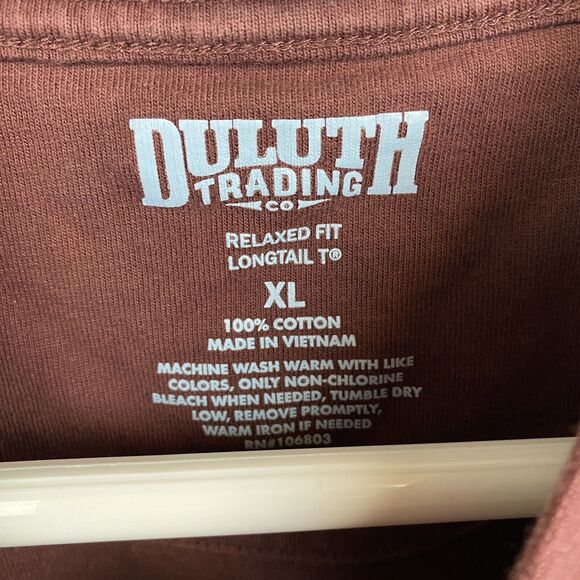 DULUTH
TRADING
CO
RELAXED FIT
LONGTAIL T®
XL
100% COTTON
MADE IN VIETNAM
MACHINE WASH WARM WITH LIKE
COLORS, ONLY NON-CHLORINE
BLEACH WHEN NEEDED, TUMBLE DRY
LOW, REMOVE PROMPTLY,
WARM IRON IF NEEDED
RN#106803